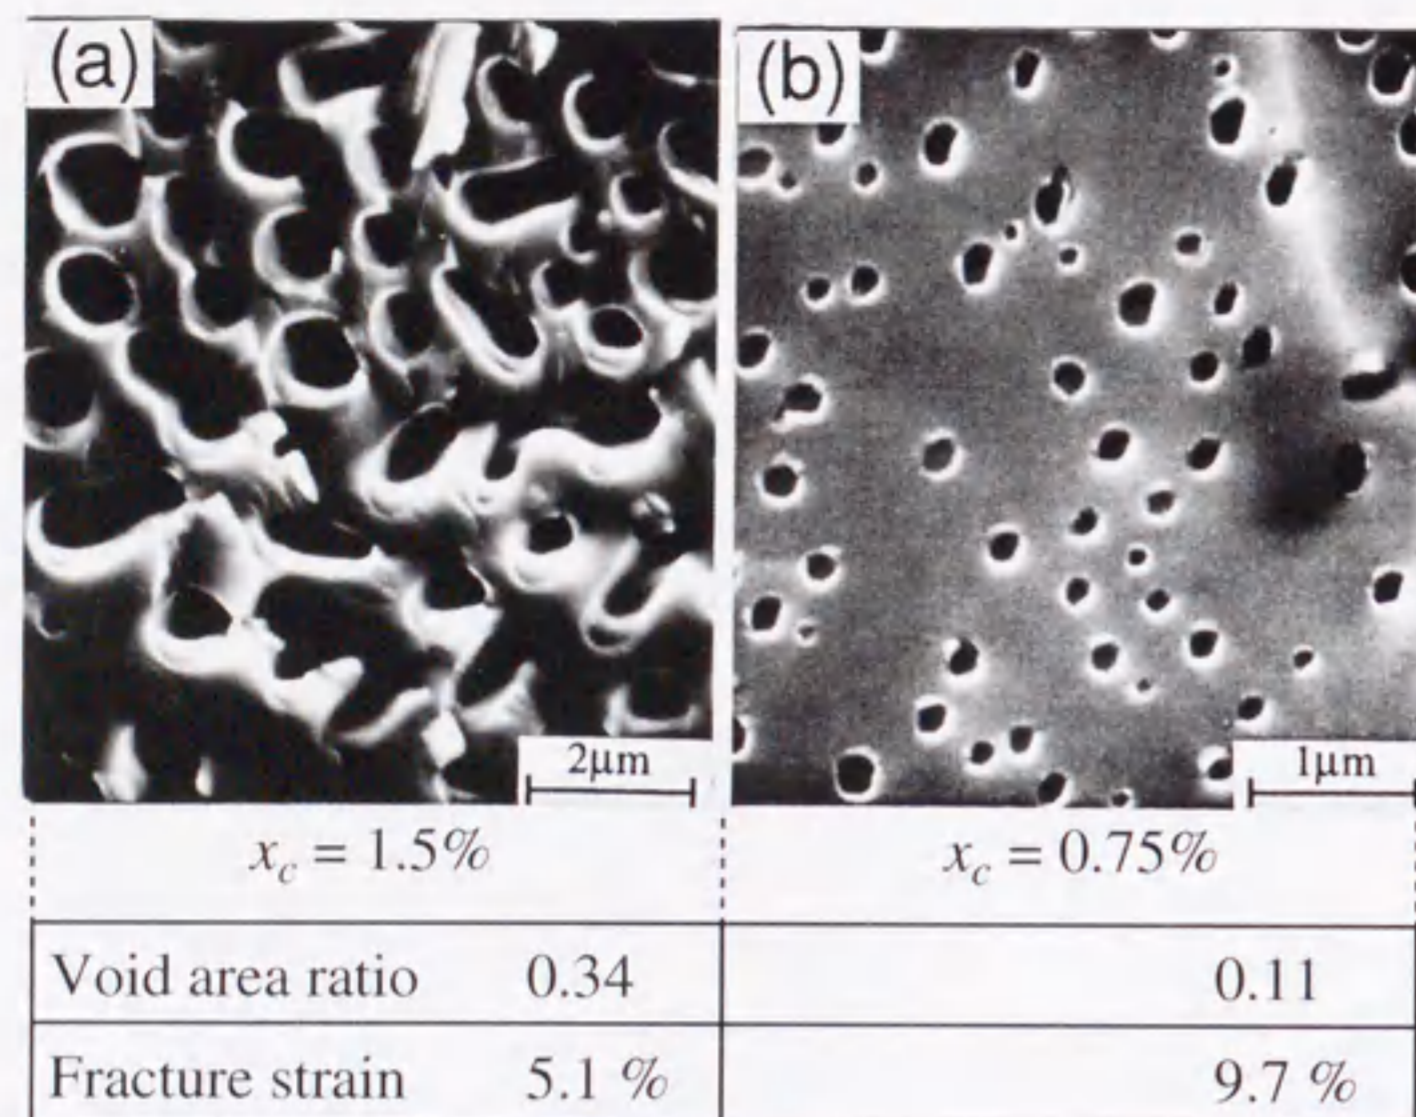 (a) (b)
2μm 1μm
x_c = 1.5% x_c = 0.75%
Void area ratio 0.34 0.11
Fracture strain 5.1 % 9.7 %